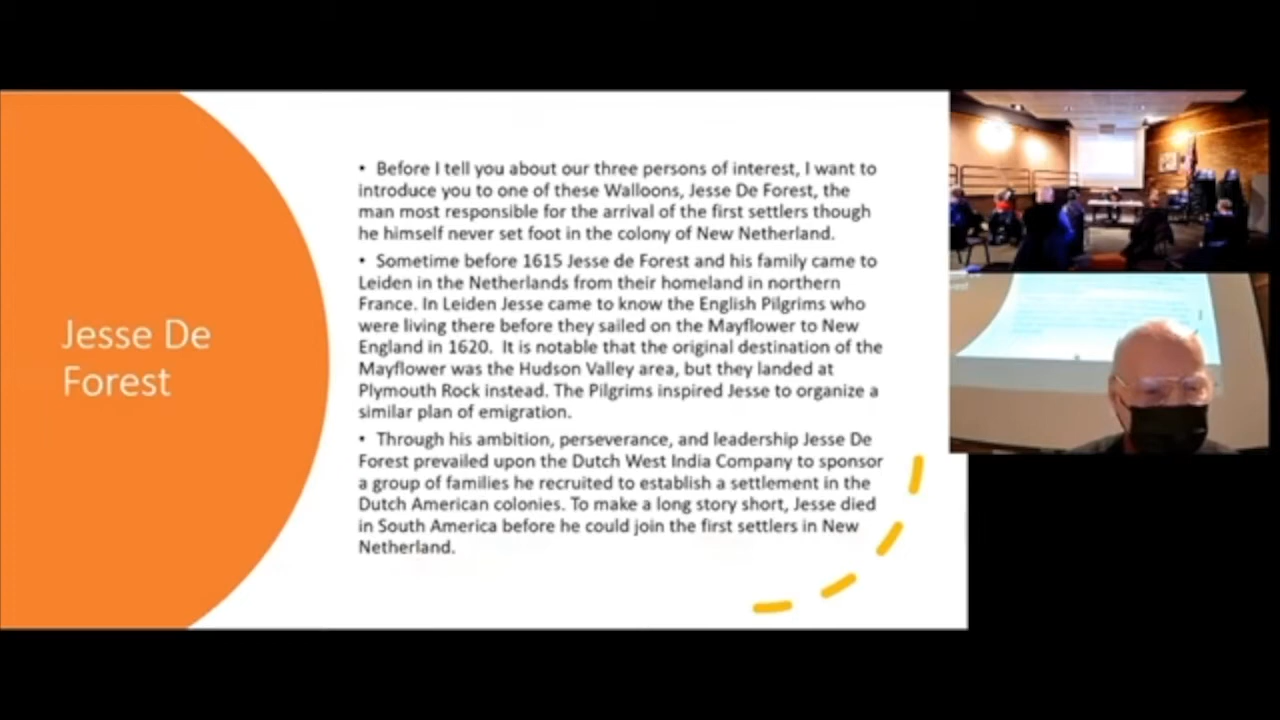 Jesse De
Forest
• Before I tell you about our three persons of interest, I want to
introduce you to one of these Walloons, Jesse De Forest, the
man most responsible for the arrival of the first settlers though
he himself never set foot in the colony of New Netherland.
• Sometime before 1615 Jesse de Forest and his family came to
Leiden in the Netherlands from their homeland in northern
France. In Leiden Jesse came to know the English Pilgrims who
were living there before they sailed on the Mayflower to New
England in 1620. It is notable that the original destination of the
Mayflower was the Hudson Valley area, but they landed at
Plymouth Rock instead. The Pilgrims inspired Jesse to organize a
similar plan of emigration.
• Through his ambition, perseverance, and leadership Jesse De
Forest prevailed upon the Dutch West India Company to sponsor
a group of families he recruited to establish a settlement in the
Dutch American colonies. To make a long story short, Jesse died
in South America before he could join the first settlers in New
Netherland.